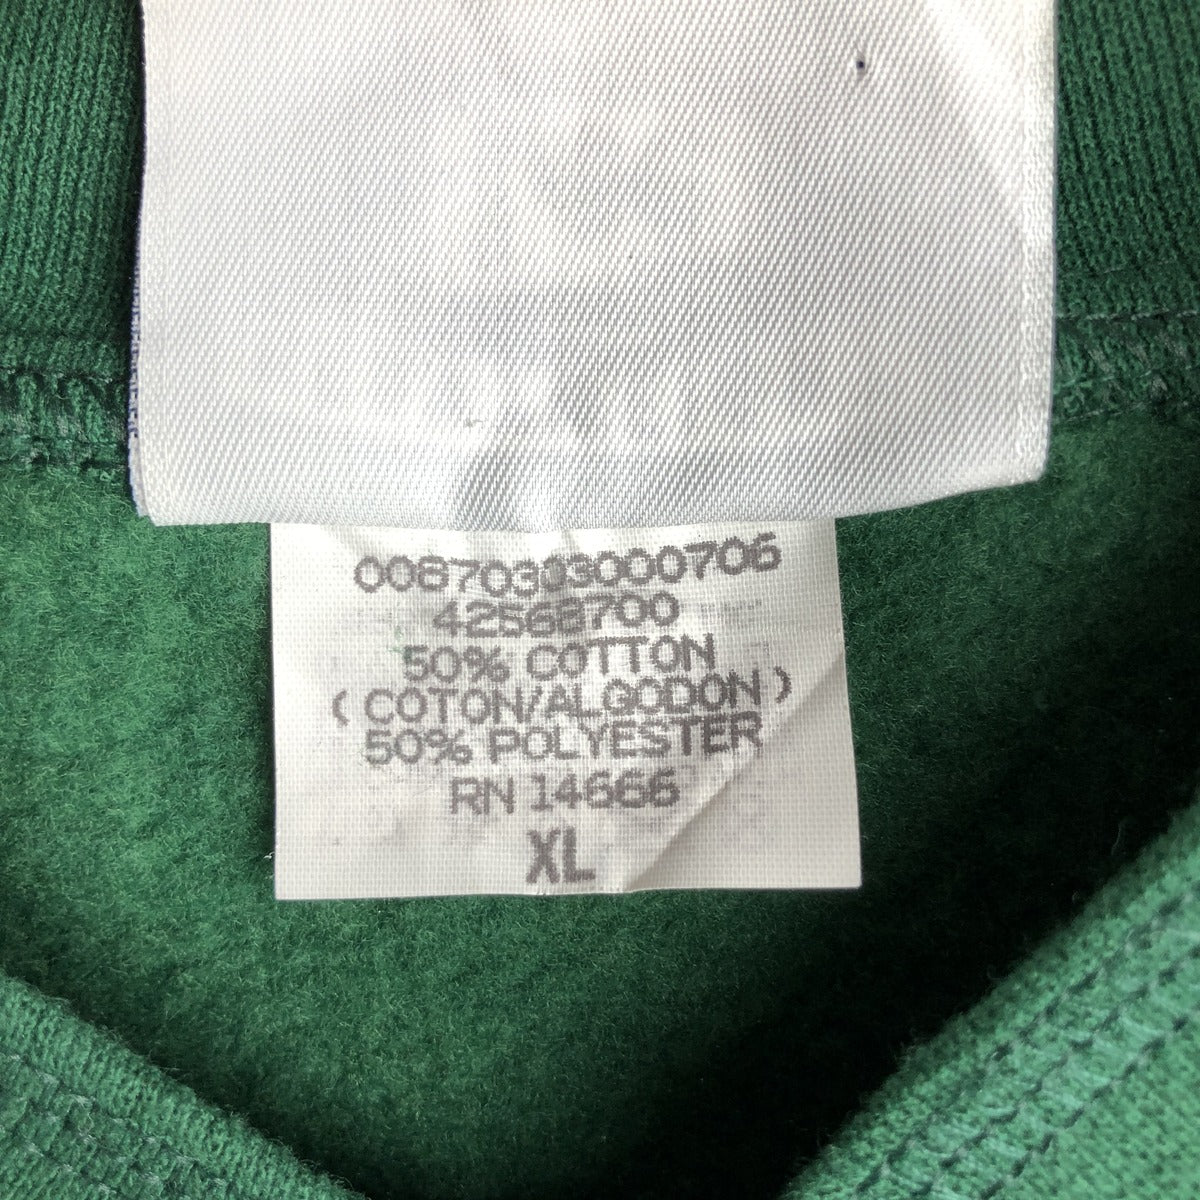 00870303000706
42568700
50% COTTON
( COTON/ALGODON )
50% POLYESTER
RN 14666
XL